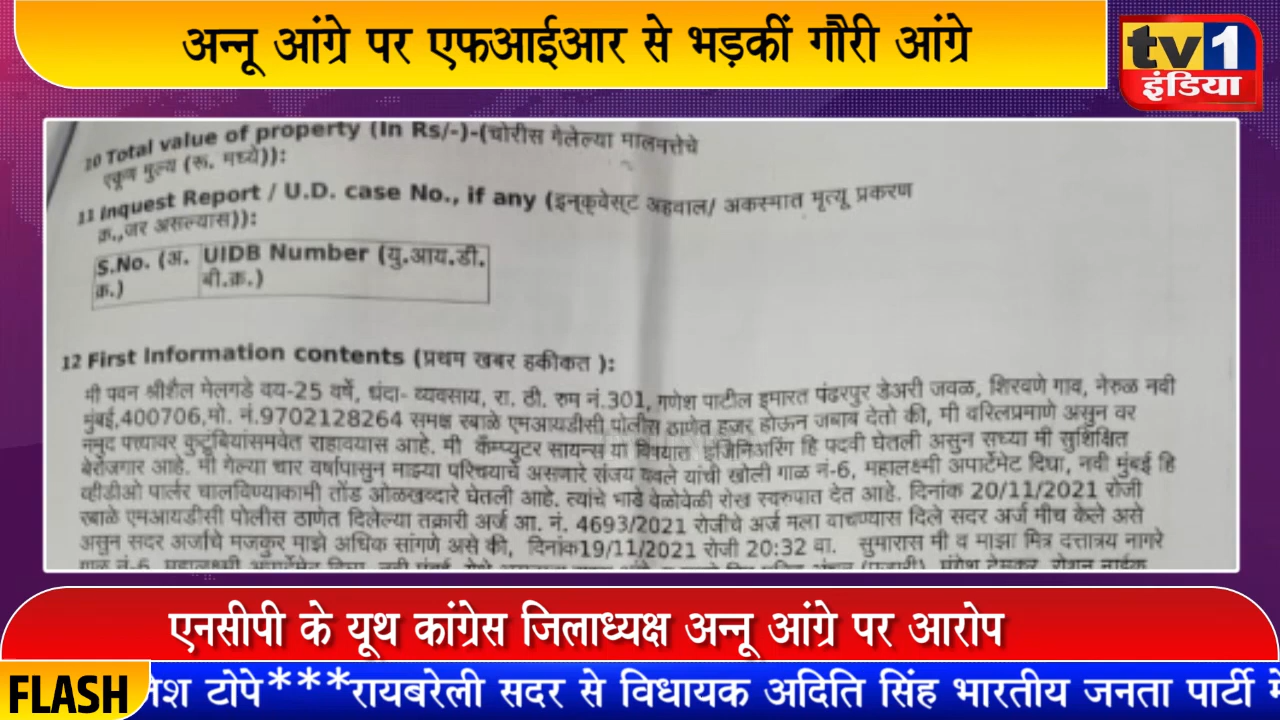 अन्नू आंग्रे पर एफआईआर से भड़कीं गौरी आंग्रे
tv1
इंडिया
10 Total value of property (In Rs/-)-(चोरीस गेलेल्या मालमत्तेचे
एकूण मुल्य (रू. मध्ये)):
11 Inquest Report / U.D. case No., if any (इन्क्वेस्ट अहवाल/ अकस्मात मृत्यू प्रकरण
क्र.,जर असल्यास)):
S.No. (अ. UIDB Number (यु.आय.डी.
क्र.) बी.क्र.)
12 First Information contents (प्रथम खबर हकीकत ):
मी पवन श्रीशैल मेलगडे वय-25 वर्षे, धंदा- व्यवसाय, रा. ठी. रुम नं.301, गणेश पाटील इमारत पंढरपुर डेअरी जवळ, शिरवणे गाव, नेरुळ नवी
मुंबई,400706,मो. नं.9702128264 समक्ष रबाळे एमआयडीसी पोलीस ठाणेत हजर होऊन जबाब देतो की, मी वरिलप्रमाणे असुन वर
नमुद पत्त्यावर कुटूंबियांसमवेत राहावयास आहे. मी कॅम्प्युटर सायन्स या विषयात इंजिनिअरिंग हि पदवी घेतली असुन सध्या मी सुशिक्षित
बेरोजगार आहे. मी गेल्या चार वर्षापासुन माझ्या परिचयाचे असणारे संजय यवले यांची खोली गाळ नं-6, महालक्ष्मी अपार्टमेट दिघा, नवी मुंबई हि
व्हीडीओ पार्लर चालविण्याकामी तोंड ओळखव्दारे घेतली आहे. त्यांचे भाडे वेळोवेळी रोख स्वरुपात देत आहे. दिनांक 20/11/2021 रोजी
रबाळे एमआयडीसी पोलीस ठाणेत दिलेल्या तक्रारी अर्ज आ. नं. 4693/2021 रोजीचे अर्ज मला वाचण्यास दिले सदर अर्ज मीच केले असे
असुन सदर अर्जाचे मजकुर माझे अधिक सांगणे असे की, दिनांक19/11/2021 रोजी 20:32 वा. सुमारास मी व माझा मित्र दत्तात्रय नागरे
एनसीपी के यूथ कांग्रेस जिलाध्यक्ष अन्नू आंग्रे पर आरोप
FLASH टोपे***रायबरेली सदर से विधायक अदिति सिंह भारतीय जनता पार्टी